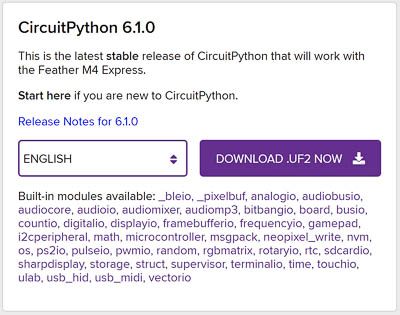 CircuitPython 6.1.0
This is the latest stable release of CircuitPython that will work with
the Feather M4 Express.
Start here if you are new to CircuitPython.
Release Notes for 6.1.0
ENGLISH
DOWNLOAD .UF2 NOW
Built-in modules available: _bleio, _pixelbuf, analogio, audiobusio,
audiocore, audioio, audiomixer, audiomp3, bitbangio, board, busio,
countio, digitalio, displayio, framebufferio, frequencyio, gamepad,
i2cperipheral, math, microcontroller, msgpack, neopixel_write, nvm,
os, ps2io, pulseio, pwmio, random, rgbmatrix, rotaryio, rtc, sdcardio,
sharpdisplay, storage, struct, supervisor, terminalio, time, touchio,
ulab, usb_hid, usb_midi, vectorio